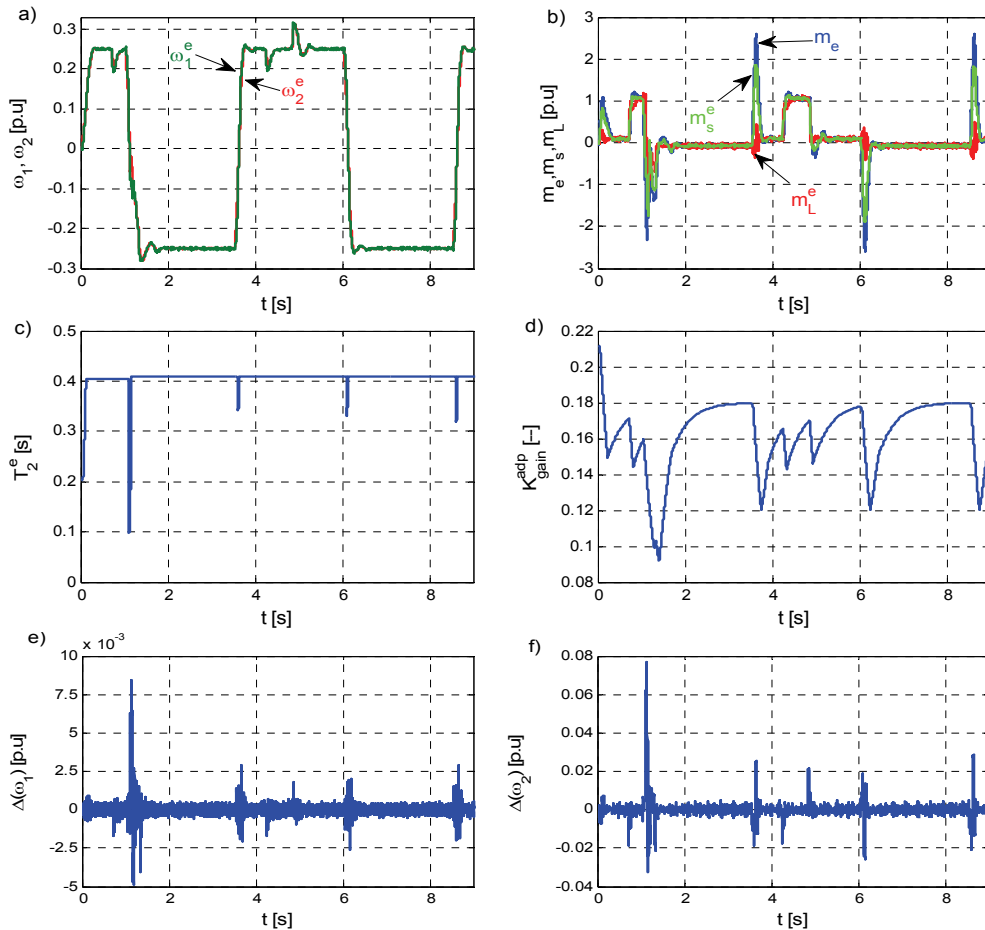 a)
0.3
0.2
0.1
0
-0.1
-0.2
-0.3
ω₁, ω₂ [p.u]
ω₁ᵉ
ω₂ᵉ
0 2 4 6 8
t [s]
b)
3
2
1
0
-1
-2
-3
mₑ,mₛ,m_L [p.u]
mₑ
mₛᵉ
m_Lᵉ
0 2 4 6 8
t [s]
c)
0.5
0.4
0.3
0.2
0.1
0
T₂ᵉ [s]
0 2 4 6 8
t [s]
d)
0.22
0.2
0.18
0.16
0.14
0.12
0.1
0.08
K_gain^adp [--]
0 2 4 6 8
t [s]
e)
x 10⁻³
10
7.5
5
2.5
0
-2.5
-5
Δ(ω₁) [p.u]
0 2 4 6 8
t [s]
f)
0.08
0.06
0.04
0.02
0
-0.02
-0.04
Δ(ω₂) [p.u]
0 2 4 6 8
t [s]